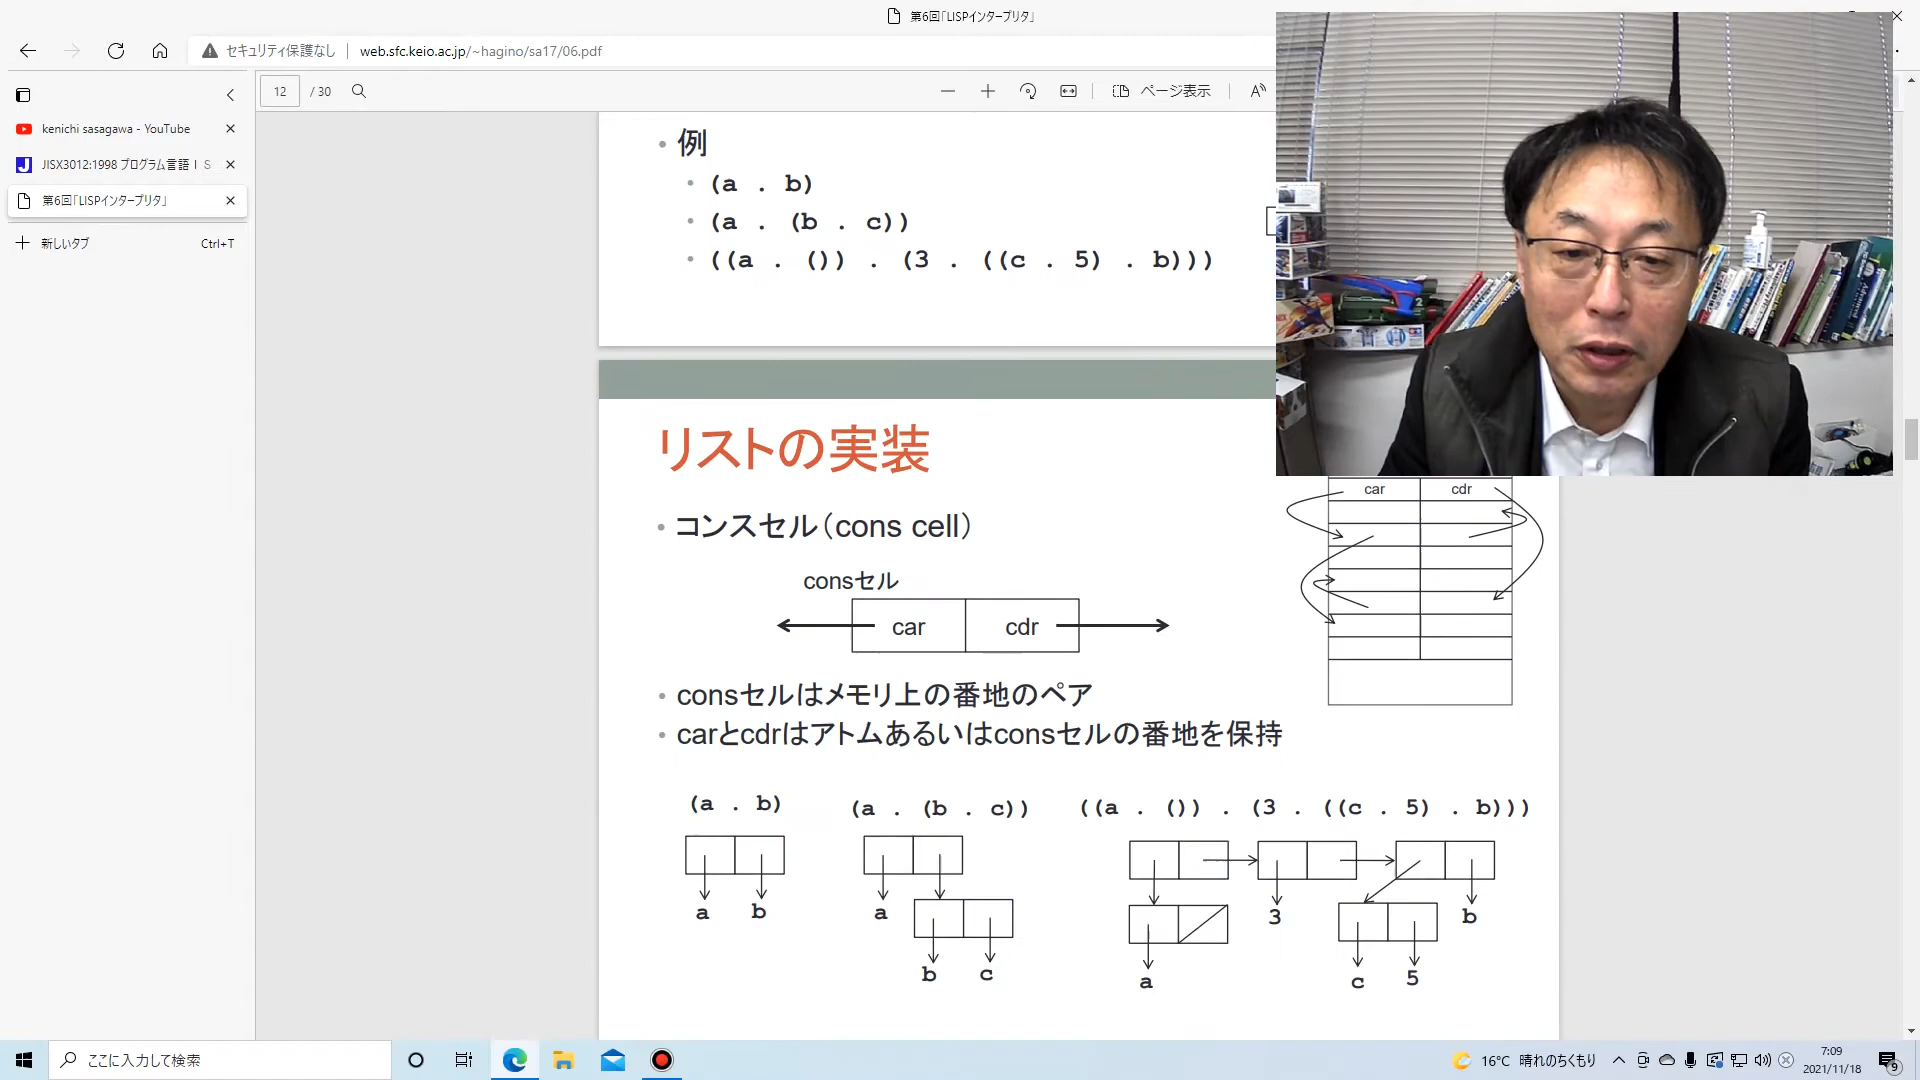 第6回「LISPインタープリタ」
セキュリティ保護なし
web.sfc.keio.ac.jp/~hagino/sa17/06.pdf
kenichi sasagawa - YouTube
JISX3012:1998 プログラム言語 I S
第6回「LISPインタープリタ」
新しいタブ
Ctrl+T
12 / 30
ページ表示
例
(a . b)
(a . (b . c))
((a . ()) . (3 . ((c . 5) . b)))
リストの実装
コンスセル(cons cell)
consセル
car
cdr
car
cdr
consセルはメモリ上の番地のペア
carとcdrはアトムあるいはconsセルの番地を保持
(a . b)
(a . (b . c))
((a . ()) . (3 . ((c . 5) . b)))
a
b
a
b
c
3
b
a
c
5
ここに入力して検索
16°C 晴れのちくもり
7:09
2021/11/18
9